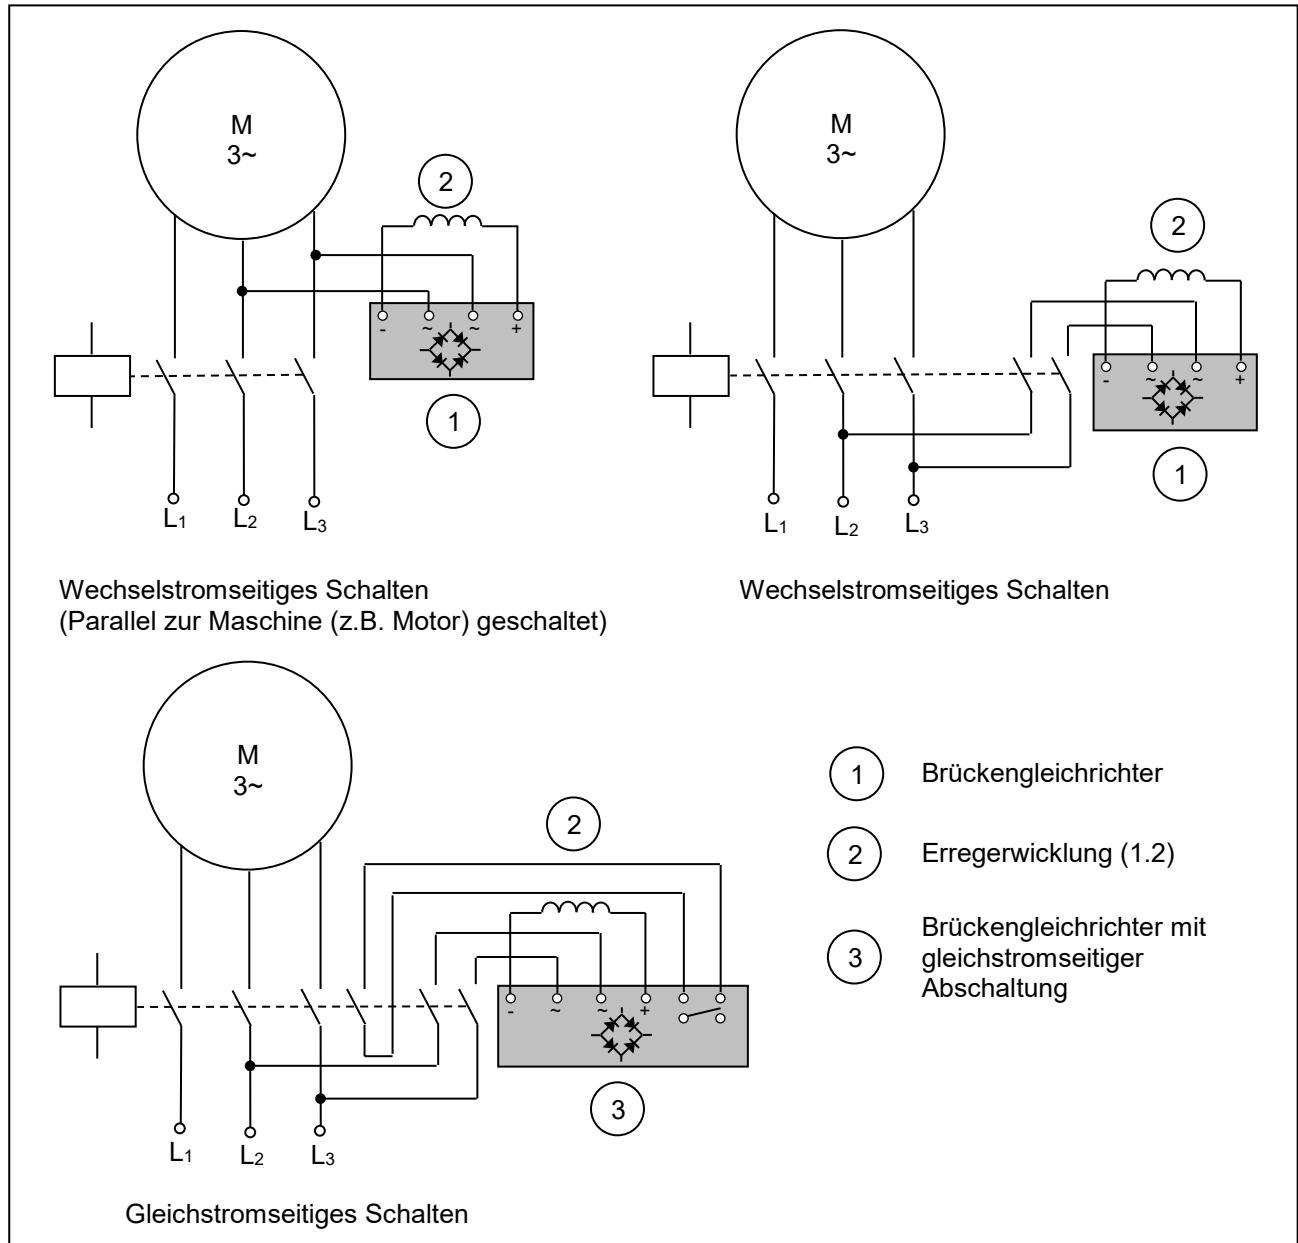 M
3~
2
- ~ ~ +
1
L1 L2 L3
Wechselstromseitiges Schalten
(Parallel zur Maschine (z.B. Motor) geschaltet)
M
3~
2
- ~ ~ +
1
L1 L2 L3
Wechselstromseitiges Schalten
M
3~
2
- ~ ~ +
3
L1 L2 L3
Gleichstromseitiges Schalten
1 Brückengleichrichter
2 Erregerwicklung (1.2)
3 Brückengleichrichter mit
gleichstromseitiger
Abschaltung